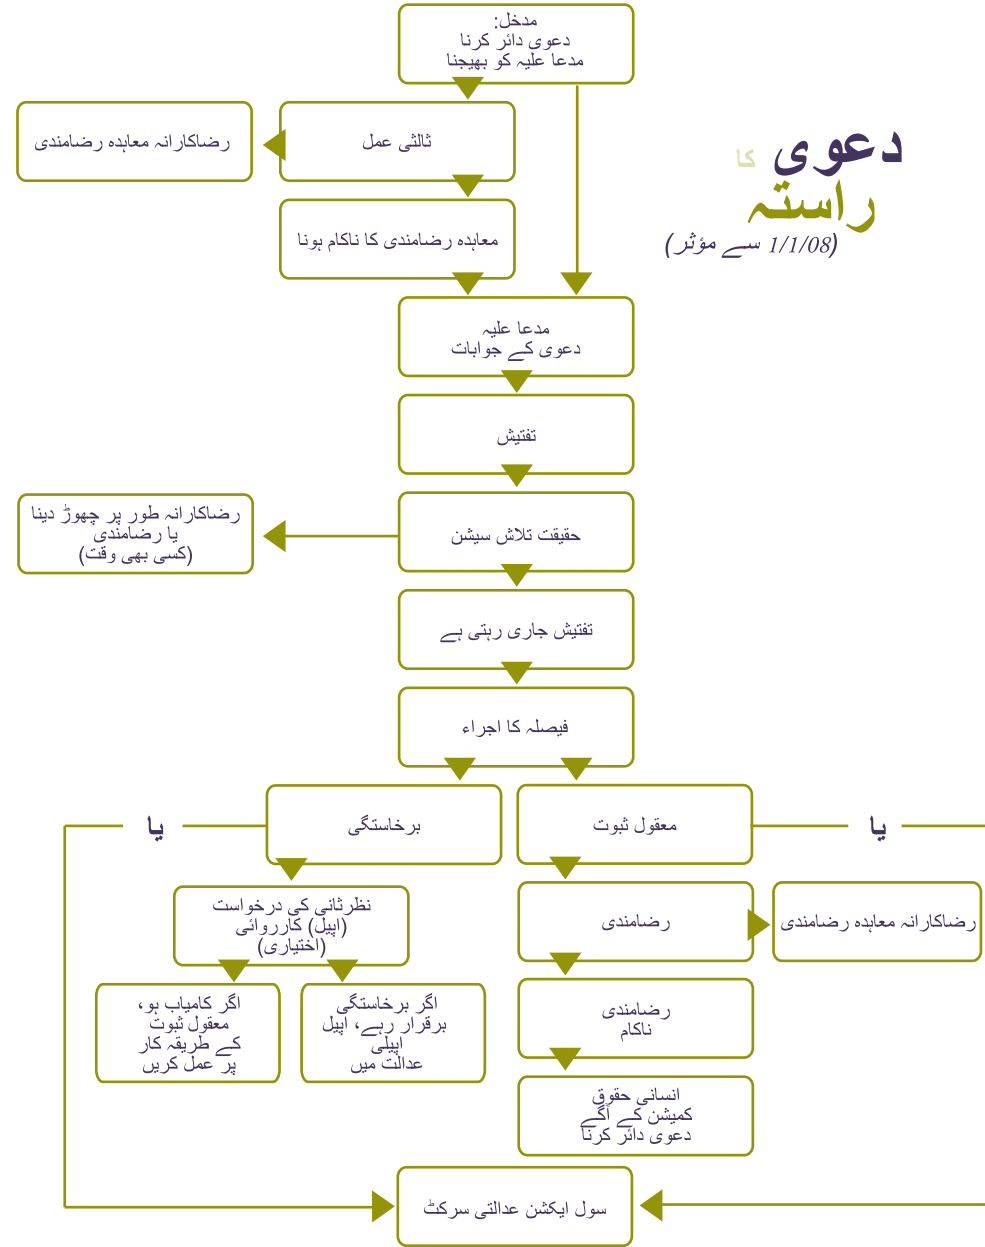 مدخل:
دعوی دائر کرنا
مدعا علیہ کو بھیجنا
دعوی کا
راستہ
(1/1/08 سے مؤثر)
ثالثی عمل
رضاکارانہ معاہدہ رضامندی
معاہدہ رضامندی کا ناکام ہونا
مدعا علیہ
دعوی کے جوابات
تفتیش
حقیقت تلاش سیشن
رضاکارانہ طور پر چھوڑ دینا
یا رضامندی
(کسی بھی وقت)
تفتیش جاری رہتی ہے
فیصلہ کا اجراء
یا
معقول ثبوت
برخاستگی
یا
رضامندی
رضاکارانہ معاہدہ رضامندی
نظرثانی کی درخواست
(اپیل) کارروائی
(اختیاری)
رضامندی
ناکام
اگر برخاستگی
برقرار رہے، اپیل
اپیلی
عدالت میں
اگر کامیاب ہو،
معقول ثبوت
کے طریقہ کار
پر عمل کریں
انسانی حقوق
کمیشن کے آگے
دعوی دائر کرنا
سول ایکشن عدالتی سرکٹ